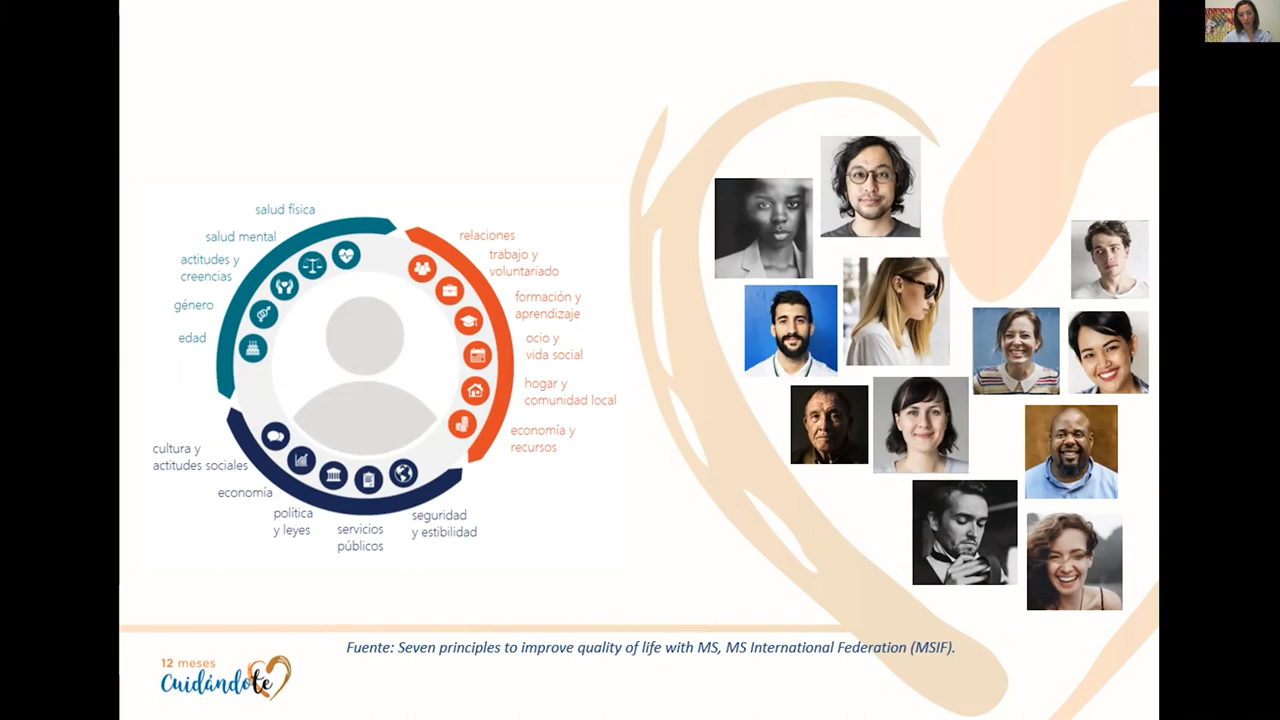 salud física
salud mental
actitudes y
creencias
género
edad
relaciones
trabajo y
voluntariado
formación y
aprendizaje
ocio y
vida social
hogar y
comunidad local
economía y
recursos
cultura y
actitudes sociales
economía
política
y leyes
servicios
públicos
seguridad
y estibilidad
Fuente: Seven principles to improve quality of life with MS, MS International Federation (MSIF).
12 meses
Cuidándote